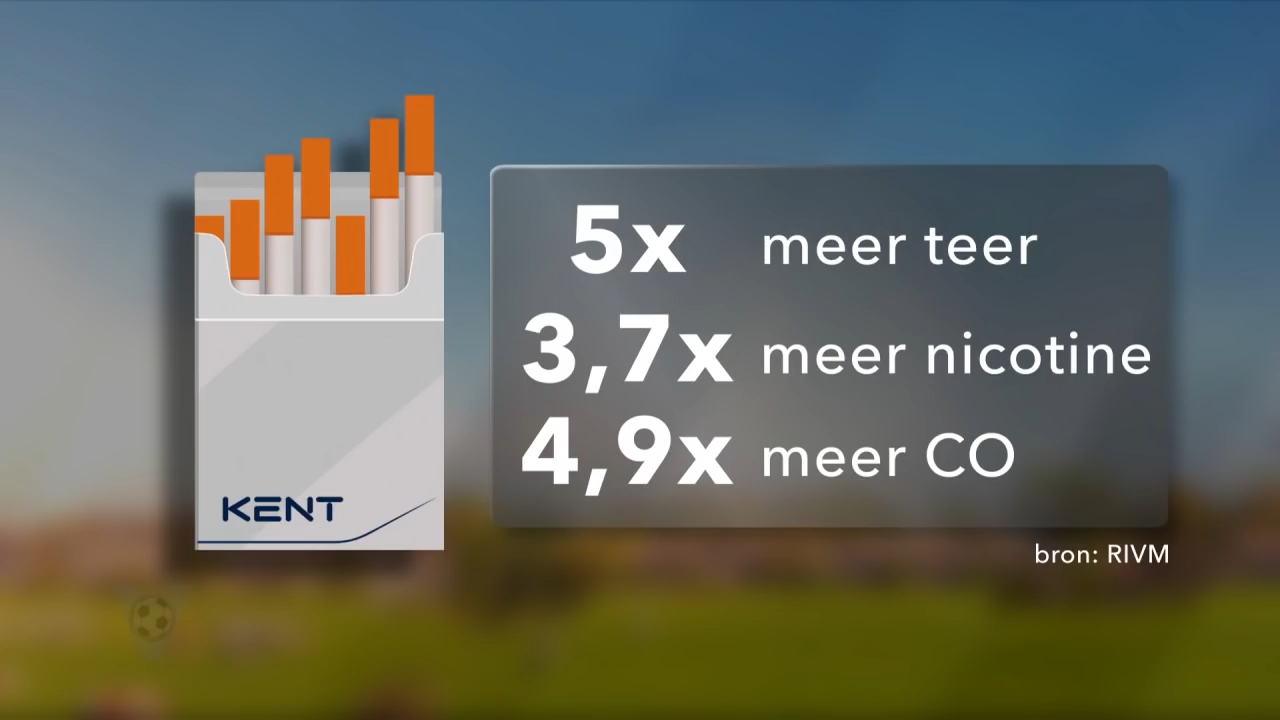 5x meer teer
3,7x meer nicotine
4,9x meer CO
KENT
bron: RIVM